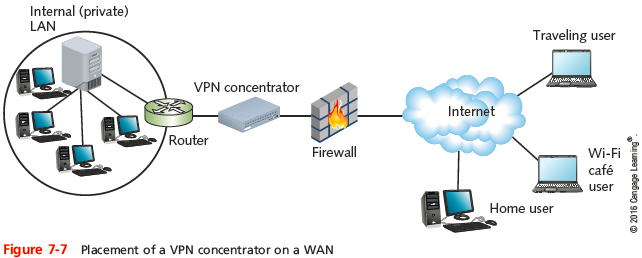 Internal (private)
LAN
Traveling user
VPN concentrator
Internet
Router
Firewall
Wi-Fi
café
user
Home user
© 2016 Cengage Learning®.
Figure 7-7 Placement of a VPN concentrator on a WAN